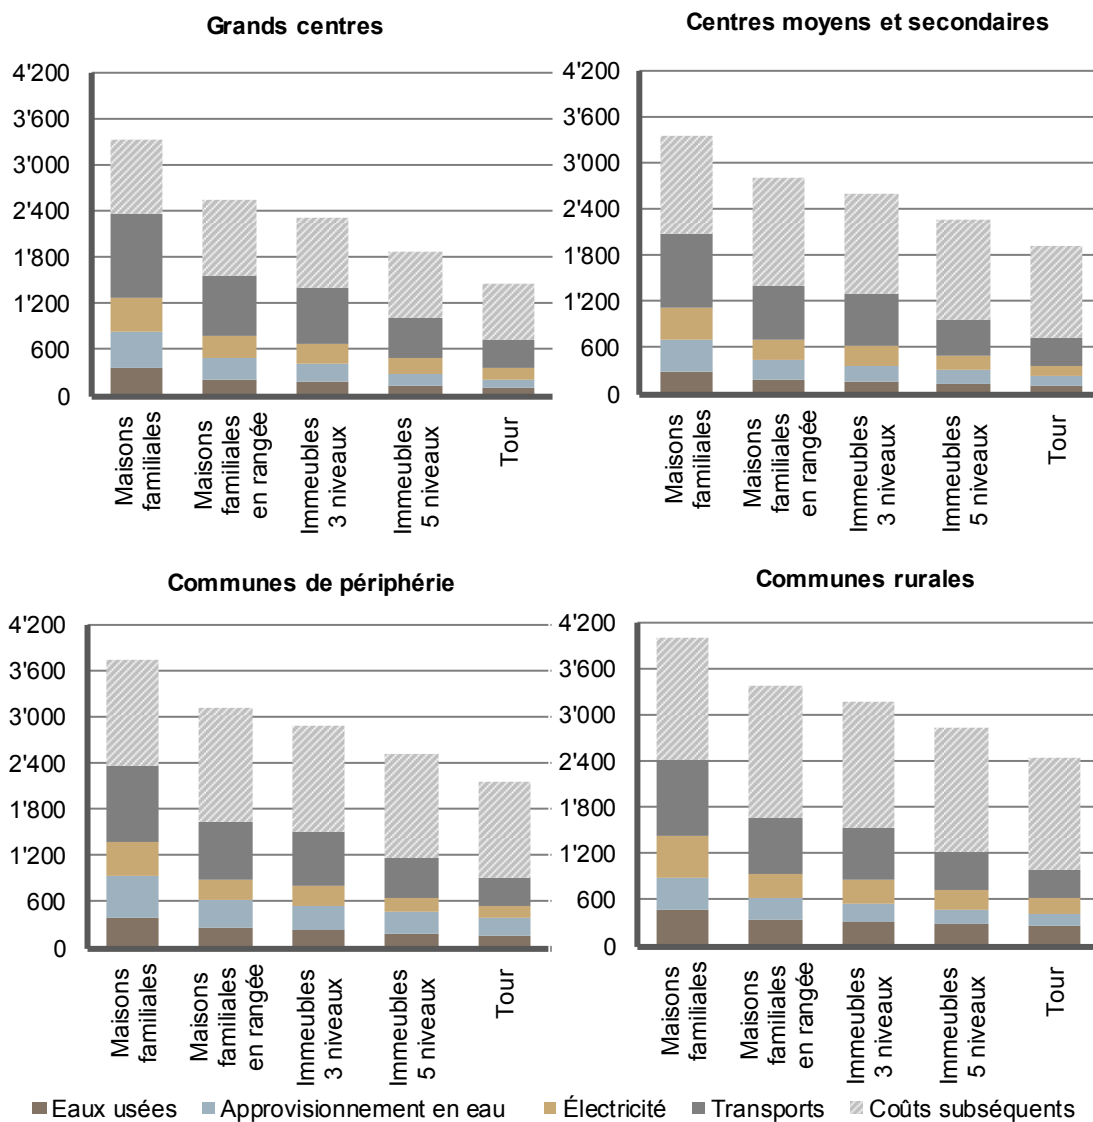 Grands centres
4'200
3'600
3'000
2'400
1'800
1'200
600
0
Maisons
familiales
Maisons
familiales
en rangée
Immeubles
3 niveaux
Immeubles
5 niveaux
Tour
Centres moyens et secondaires
4'200
3'600
3'000
2'400
1'800
1'200
600
0
Maisons
familiales
Maisons
familiales
en rangée
Immeubles
3 niveaux
Immeubles
5 niveaux
Tour
Communes de périphérie
4'200
3'600
3'000
2'400
1'800
1'200
600
0
Maisons
familiales
Maisons
familiales
en rangée
Immeubles
3 niveaux
Immeubles
5 niveaux
Tour
Communes rurales
4'200
3'600
3'000
2'400
1'800
1'200
600
0
Maisons
familiales
Maisons
familiales
en rangée
Immeubles
3 niveaux
Immeubles
5 niveaux
Tour
Eaux usées Approvisionnement en eau Électricité Transports Coûts subséquents